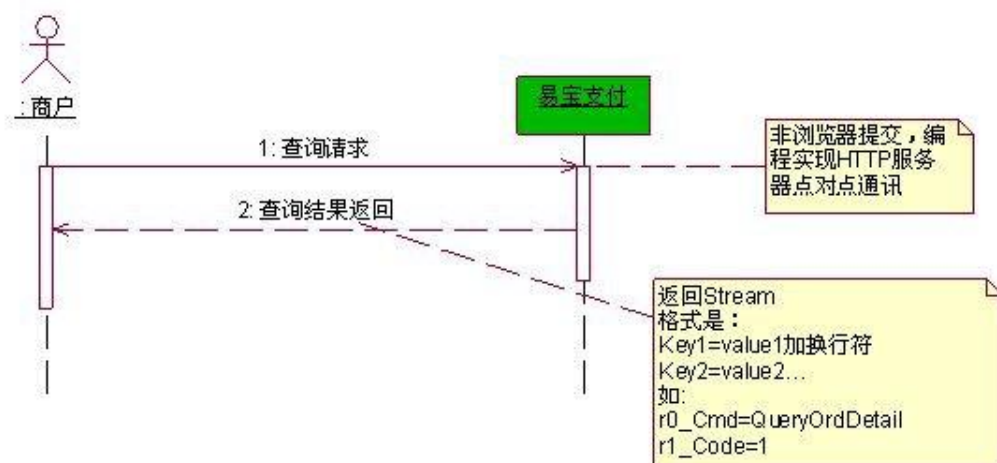 : 商户
易宝支付
1: 查询请求
非浏览器提交，编
程实现HTTP服务
器点对点通讯
2: 查询结果返回
返回Stream
格式是：
Key1=value1加换行符
Key2=value2...
如:
r0_Cmd=QueryOrdDetail
r1_Code=1